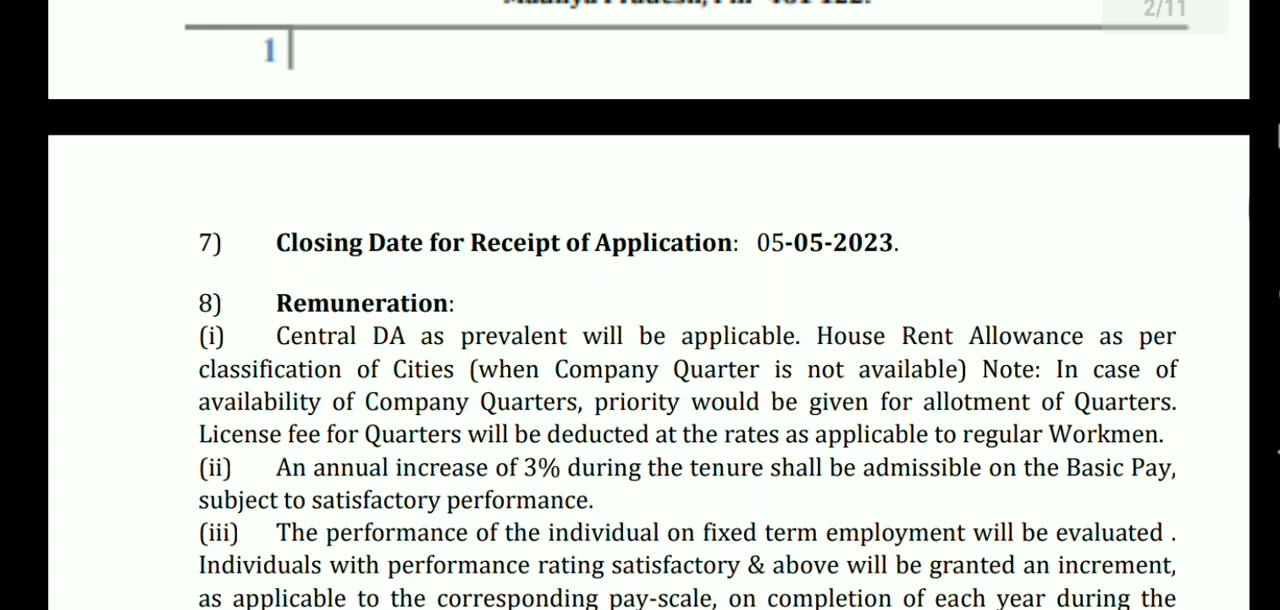 2/11
1
7) Closing Date for Receipt of Application: 05-05-2023.
8) Remuneration:
(i) Central DA as prevalent will be applicable. House Rent Allowance as per
classification of Cities (when Company Quarter is not available) Note: In case of
availability of Company Quarters, priority would be given for allotment of Quarters.
License fee for Quarters will be deducted at the rates as applicable to regular Workmen.
(ii) An annual increase of 3% during the tenure shall be admissible on the Basic Pay,
subject to satisfactory performance.
(iii) The performance of the individual on fixed term employment will be evaluated .
Individuals with performance rating satisfactory & above will be granted an increment,
as applicable to the corresponding pay-scale, on completion of each year during the